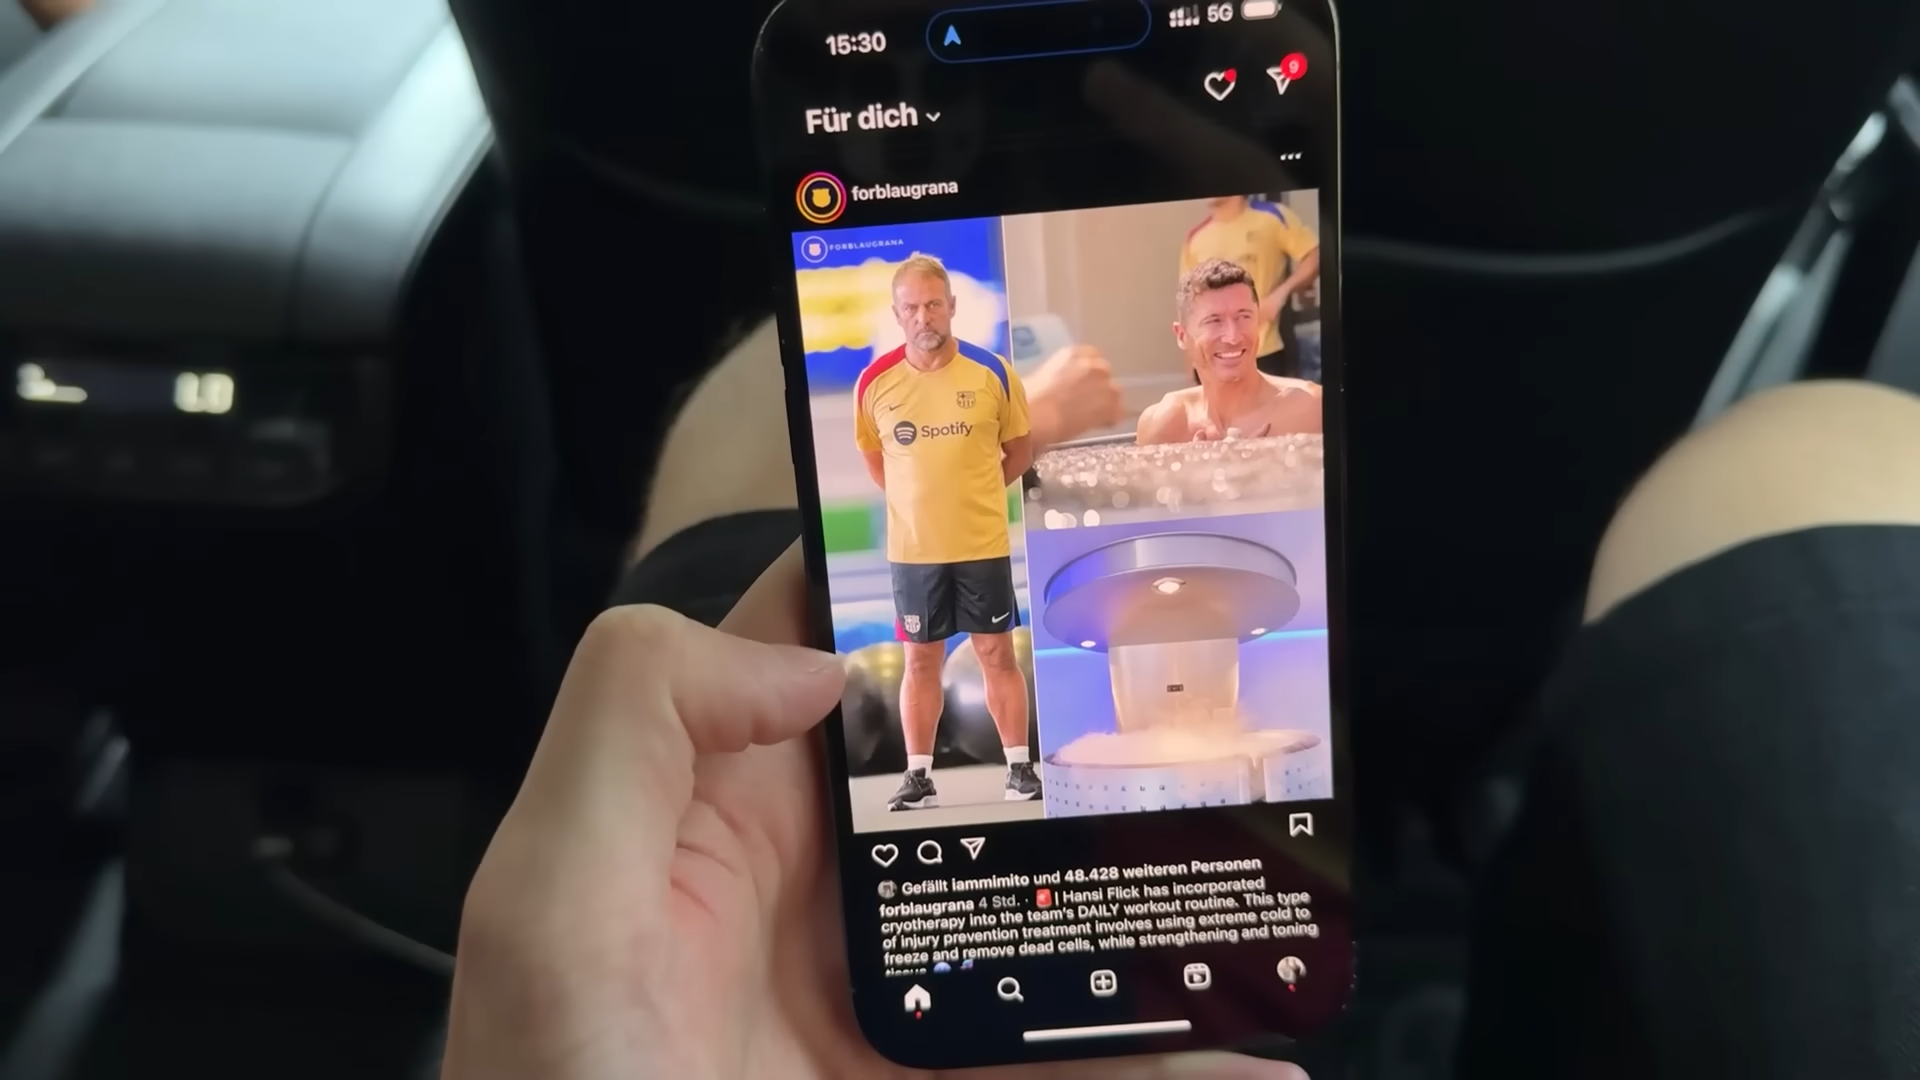 15:30
5G
9
Für dich
forblaugrana
FORBLAUGRANA
Spotify
Gefällt iammimito und 48.428 weiteren Personen
forblaugrana 4 Std. · 🚨| Hansi Flick has incorporated
cryotherapy into the team's DAILY workout routine. This type
of injury prevention treatment involves using extreme cold to
freeze and remove dead cells, while strengthening and toning